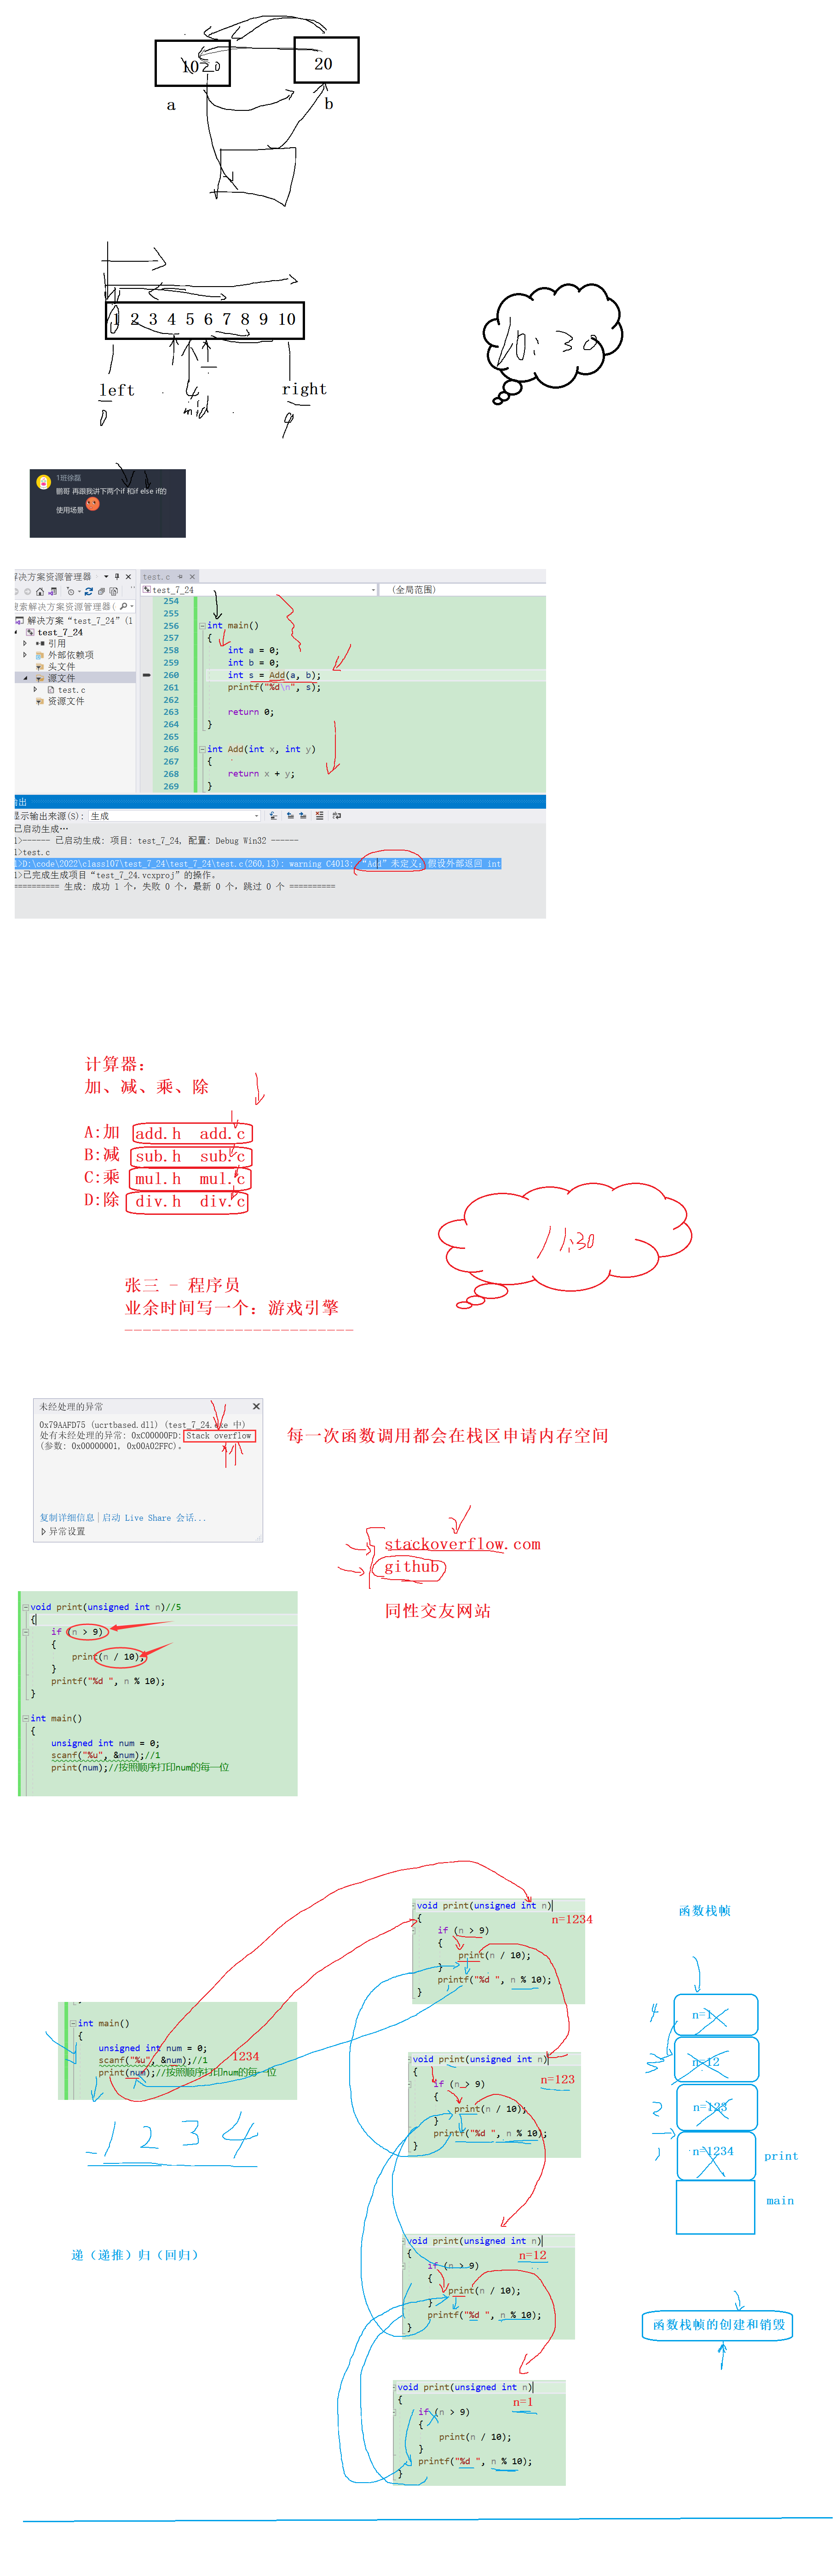 10 20
20
a
b
1 2 3 4 5 6 7 8 9 10
10:30
left
right
0
4
mid
9
1班徐磊
鹏哥 再跟我讲下两个if 和if else if的
使用场景
解决方案资源管理器
搜索解决方案资源管理器(
解决方案"test_7_24"(1
test_7_24
引用
外部依赖项
头文件
源文件
test.c
资源文件
test.c
test_7_24
(全局范围)
254
255
256 int main()
257 {
258 int a = 0;
259 int b = 0;
260 int s = Add(a, b);
261 printf("%d\n", s);
262
263 return 0;
264 }
265
266 int Add(int x, int y)
267 {
268 return x + y;
269 }
输出
显示输出来源(S): 生成
已启动生成…
1>------ 已启动生成: 项目: test_7_24, 配置: Debug Win32 ------
1>test.c
1>D:\code\2022\class107\test_7_24\test_7_24\test.c(260,13): warning C4013: "Add"未定义; 假设外部返回 int
1>已完成生成项目"test_7_24.vcxproj"的操作。
========== 生成: 成功 1 个，失败 0 个，最新 0 个，跳过 0 个 ==========
计算器：
加、减、乘、除
A:加 add.h add.c
B:减 sub.h sub.c
C:乘 mul.h mul.c
D:除 div.h div.c
11:30
张三 - 程序员
业余时间写一个：游戏引擎
未经处理的异常
0x79AAFD75 (ucrtbased.dll) (test_7_24.exe 中)
处有未经处理的异常: 0xC00000FD: Stack overflow
(参数: 0x00000001, 0x00A02FFC)。
复制详细信息 | 启动 Live Share 会话...
异常设置
每一次函数调用都会在栈区申请内存空间
stackoverflow.com
github
同性交友网站
void print(unsigned int n)//5
{
if (n > 9)
{
print(n / 10);
}
printf("%d ", n % 10);
}
int main()
{
unsigned int num = 0;
scanf("%u", &num);//1
print(num);//按照顺序打印num的每一位
void print(unsigned int n)
{
n=1234
if (n > 9)
{
print(n / 10);
}
printf("%d ", n % 10);
}
函数栈帧
int main()
{
unsigned int num = 0;
scanf("%u", &num);//1
1234
print(num);//按照顺序打印num的每一位
1 2 3 4
void print(unsigned int n)
{
n=123
if (n > 9)
{
print(n / 10);
}
printf("%d ", n % 10);
}
4
n=1
3
n=12
2
n=123
1
n=1234
print
main
递（递推）归（回归）
void print(unsigned int n)
{
n=12
if (n > 9)
{
print(n / 10);
}
printf("%d ", n % 10);
}
函数栈帧的创建和销毁
void print(unsigned int n)
{
n=1
if (n > 9)
{
print(n / 10);
}
printf("%d ", n % 10);
}